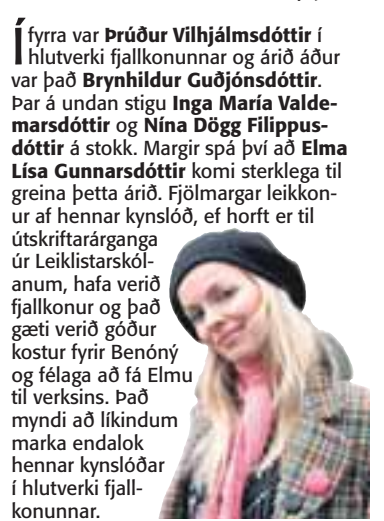 Í fyrra var Þrúður Vilhjálmsdóttir í
hlutverki fjallkonunnar og árið áður
var það Brynhildur Guðjónsdóttir.
Þar á undan stigu Inga María Valde-
marsdóttir og Nína Dögg Filippus-
dóttir á stokk. Margir spá því að Elma
Lísa Gunnarsdóttir komi sterklega til
greina þetta árið. Fjölmargar leikkon-
ur af hennar kynslóð, ef horft er til
útskriftarárganga
úr Leiklistarskól-
anum, hafa verið
fjallkonur og það
gæti verið góður
kostur fyrir Benóný
og félaga að fá Elmu
til verksins. Það
myndi að líkindum
marka endalok
hennar kynslóðar
í hlutverki fjall-
konunnar.